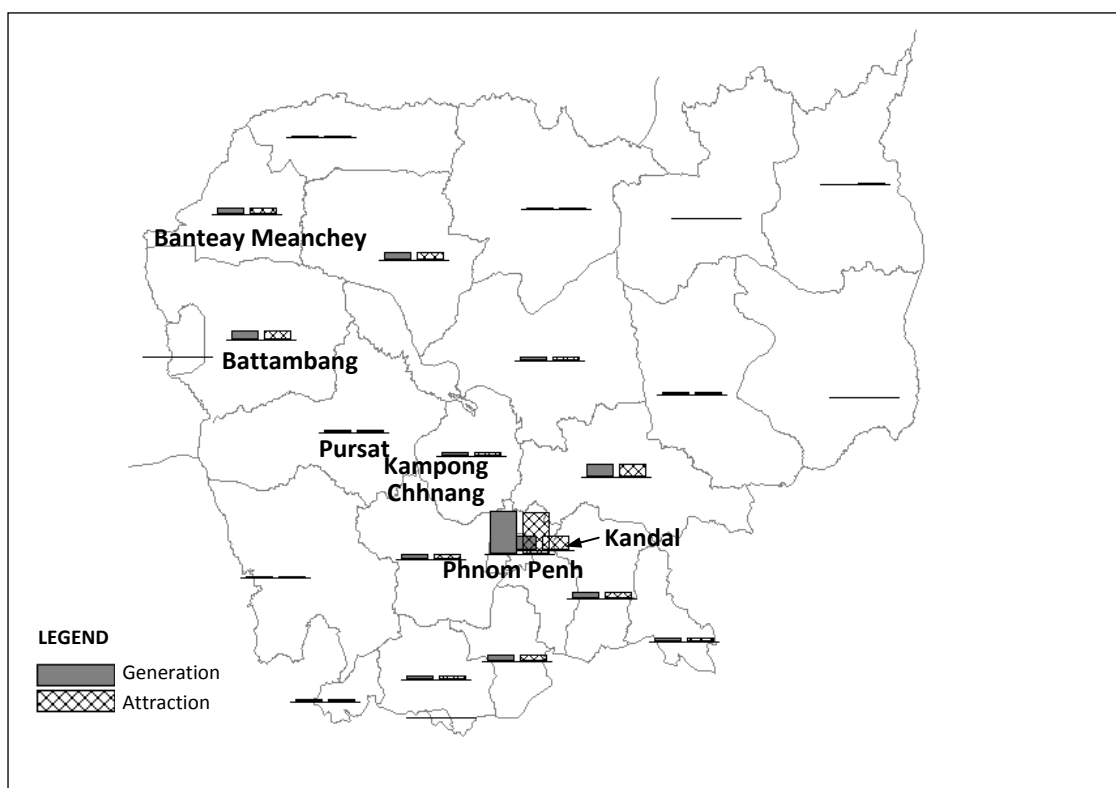 Banteay Meanchey
Battambang
Pursat
Kampong
Chhnang
Kandal
Phnom Penh
LEGEND
Generation
Attraction